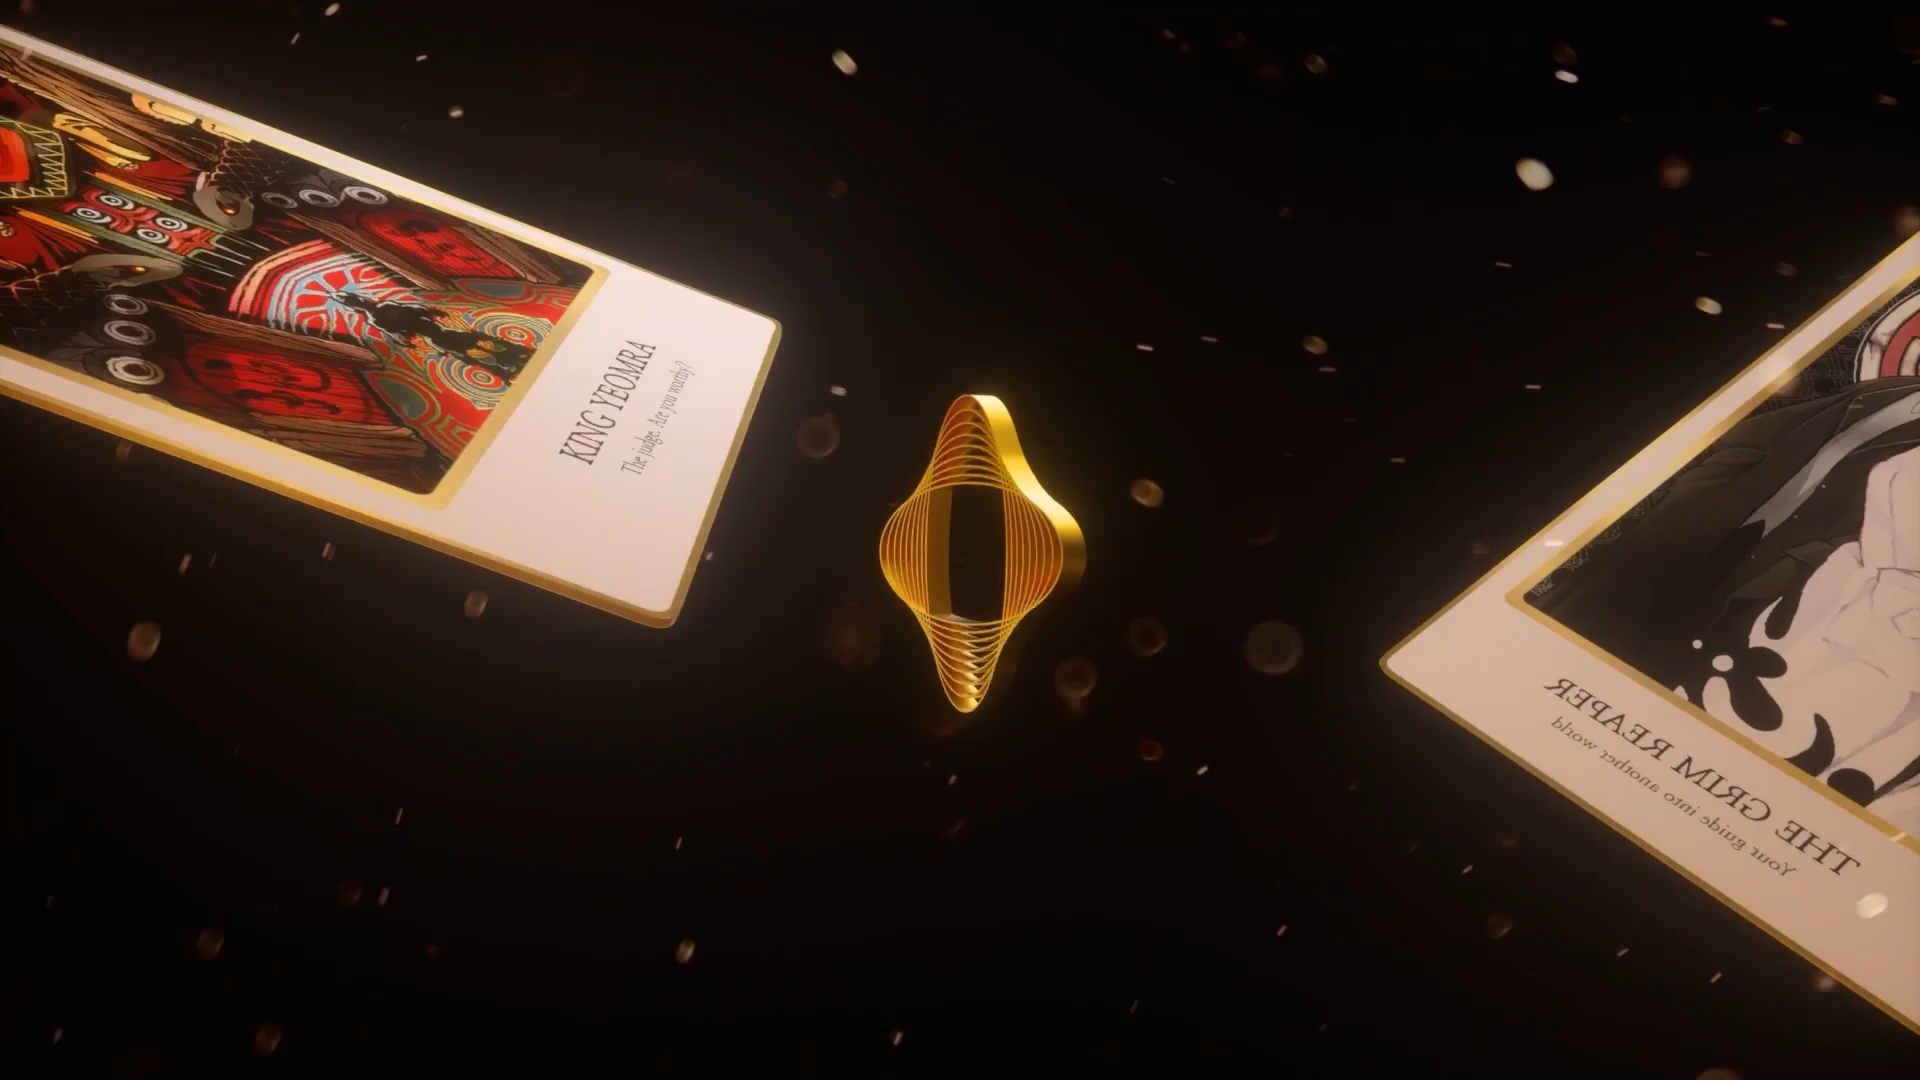 KING YEOMRA
The judge. Are you worthy?
THE GRIM REAPER
Your guide into another world